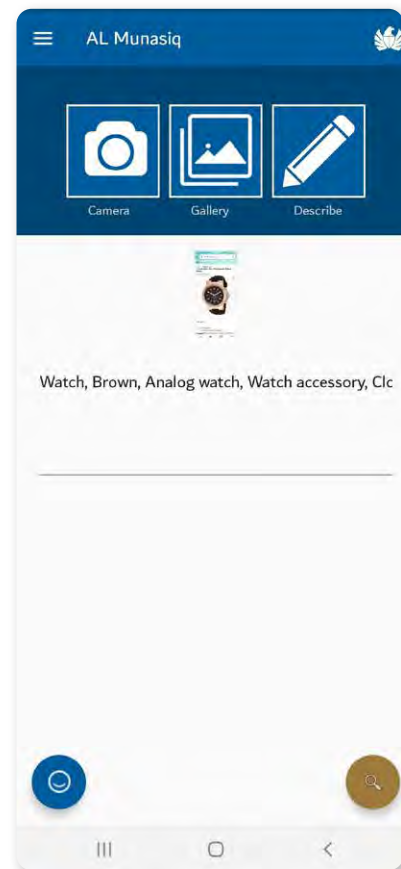 AL Munasiq
Camera
Gallery
Describe
Watch, Brown, Analog watch, Watch accessory, Clc